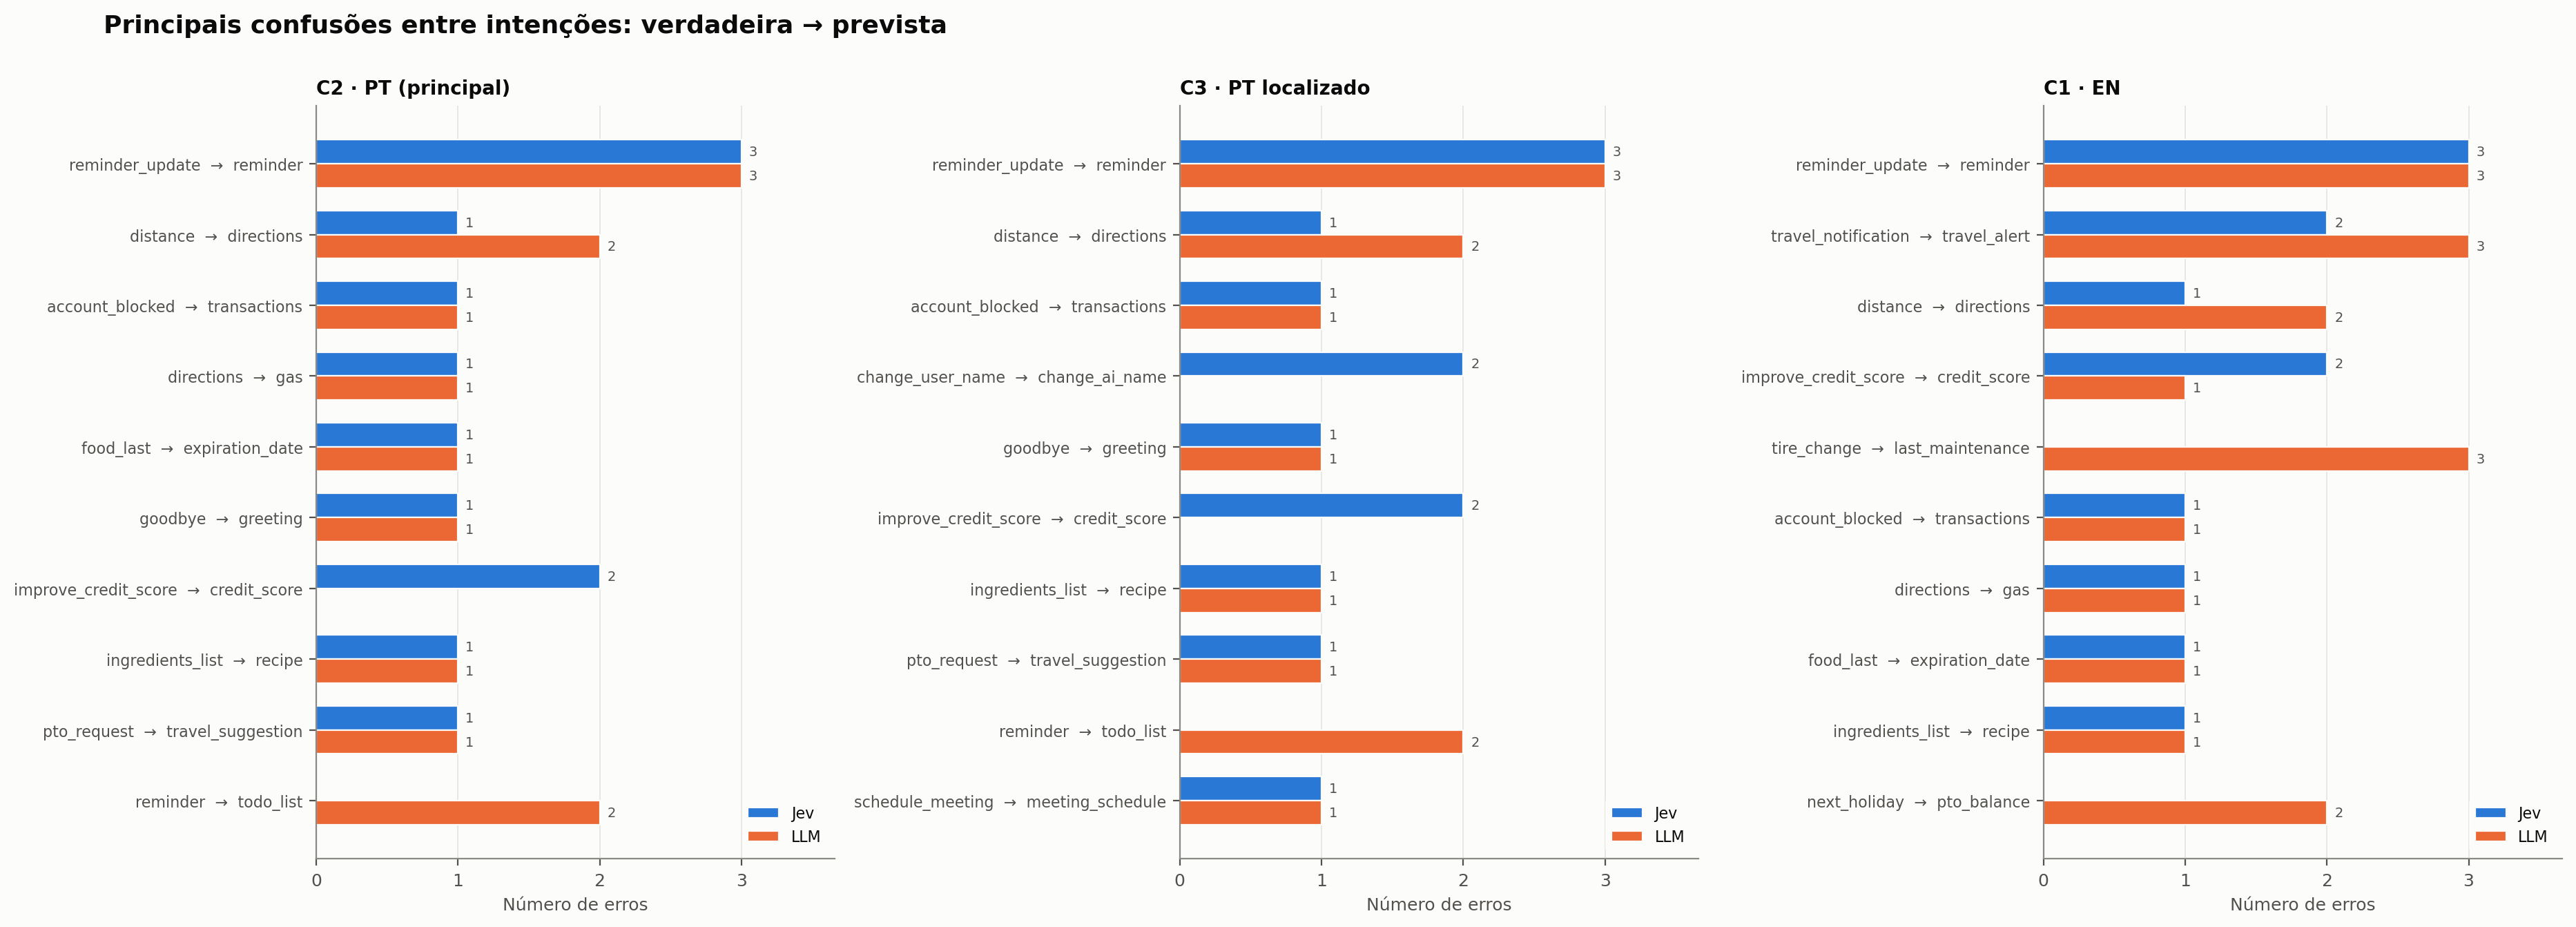 Principais confusões entre intenções: verdadeira → prevista
C2 · PT (principal)
reminder_update → reminder
3
3
distance → directions
1
2
account_blocked → transactions
1
1
directions → gas
1
1
food_last → expiration_date
1
1
goodbye → greeting
1
1
improve_credit_score → credit_score
2
ingredients_list → recipe
1
1
pto_request → travel_suggestion
1
1
reminder → todo_list
2
Jev
LLM
0 1 2 3
Número de erros
C3 · PT localizado
reminder_update → reminder
3
3
distance → directions
1
2
account_blocked → transactions
1
1
change_user_name → change_ai_name
2
goodbye → greeting
1
1
improve_credit_score → credit_score
2
ingredients_list → recipe
1
1
pto_request → travel_suggestion
1
1
reminder → todo_list
2
schedule_meeting → meeting_schedule
1
1
Jev
LLM
0 1 2 3
Número de erros
C1 · EN
reminder_update → reminder
3
3
travel_notification → travel_alert
2
3
distance → directions
1
2
improve_credit_score → credit_score
2
1
tire_change → last_maintenance
3
account_blocked → transactions
1
1
directions → gas
1
1
food_last → expiration_date
1
1
ingredients_list → recipe
1
1
next_holiday → pto_balance
2
Jev
LLM
0 1 2 3
Número de erros